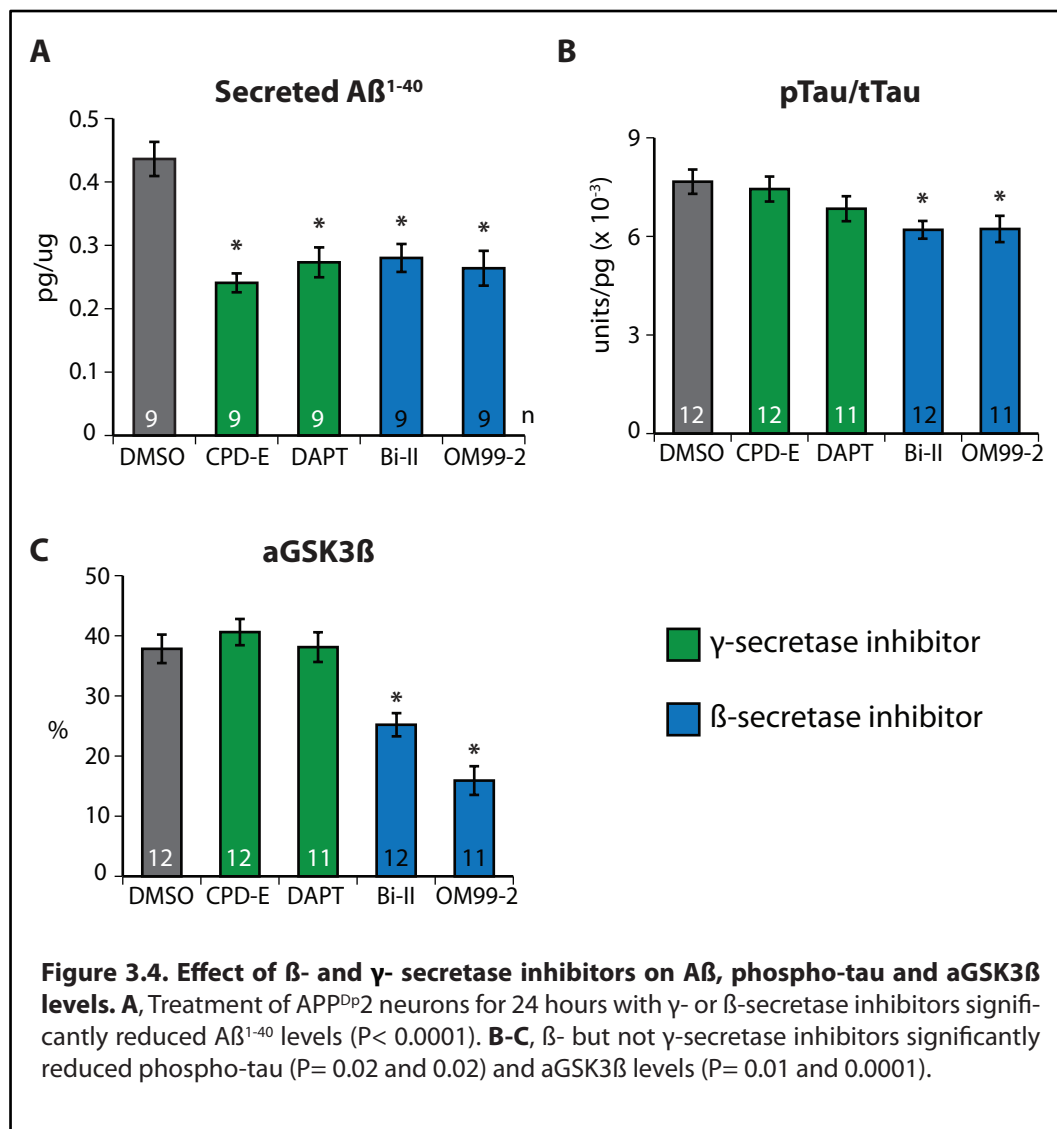 A
Secreted Aß1-40
pg/ug
0.5
0.4
0.3
0.2
0.1
0
* * * *
9 9 9 9 9 n
DMSO CPD-E DAPT Bi-II OM99-2
B
pTau/tTau
units/pg (x 10-3)
9
6
3
0
* *
12 12 11 12 11
DMSO CPD-E DAPT Bi-II OM99-2
C
aGSK3ß
%
50
40
30
20
10
0
* *
12 12 11 12 11
DMSO CPD-E DAPT Bi-II OM99-2
γ-secretase inhibitor
ß-secretase inhibitor
Figure 3.4. Effect of ß- and γ- secretase inhibitors on Aß, phospho-tau and aGSK3ß
levels. A, Treatment of APPDp2 neurons for 24 hours with γ- or ß-secretase inhibitors signifi-
cantly reduced Aß1-40 levels (P< 0.0001). B-C, ß- but not γ-secretase inhibitors significantly
reduced phospho-tau (P= 0.02 and 0.02) and aGSK3ß levels (P= 0.01 and 0.0001).